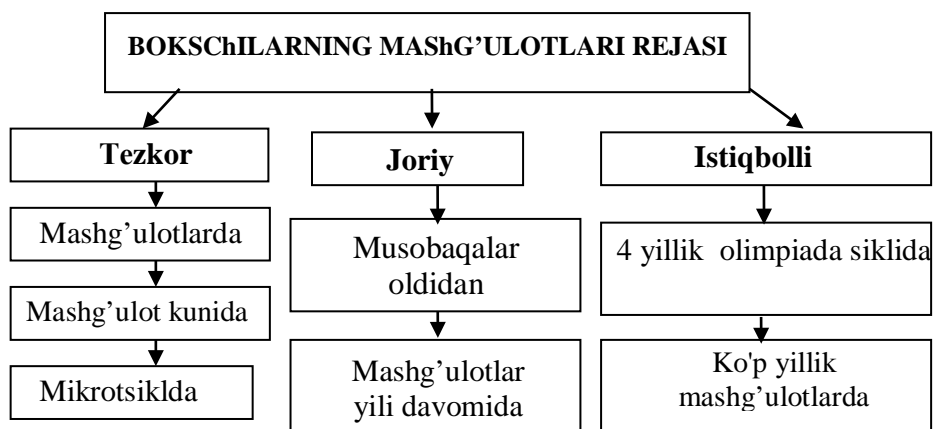 BOKSChILARNING MAShG’ULOTLARI REJASI
Tezkor
Mashg’ulotlarda
Mashg’ulot kunida
Mikrotsiklda
Joriy
Musobaqalar
oldidan
Mashg’ulotlar
yili davomida
Istiqbolli
4 yillik olimpiada siklida
Ko'p yillik
mashg’ulotlarda